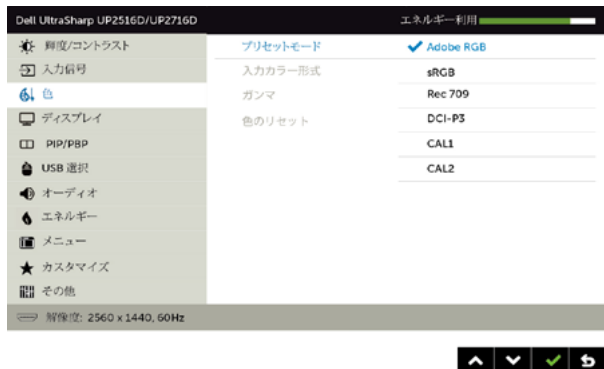 Dell UltraSharp UP2516D/UP2716D エネルギー利用
輝度/コントラスト プリセットモード Adobe RGB
入力信号 入力カラー形式 sRGB
色 ガンマ Rec 709
ディスプレイ 色のリセット DCI-P3
PIP/PBP CAL1
USB 選択 CAL2
オーディオ
エネルギー
メニュー
カスタマイズ
その他
解像度: 2560 x 1440, 60Hz